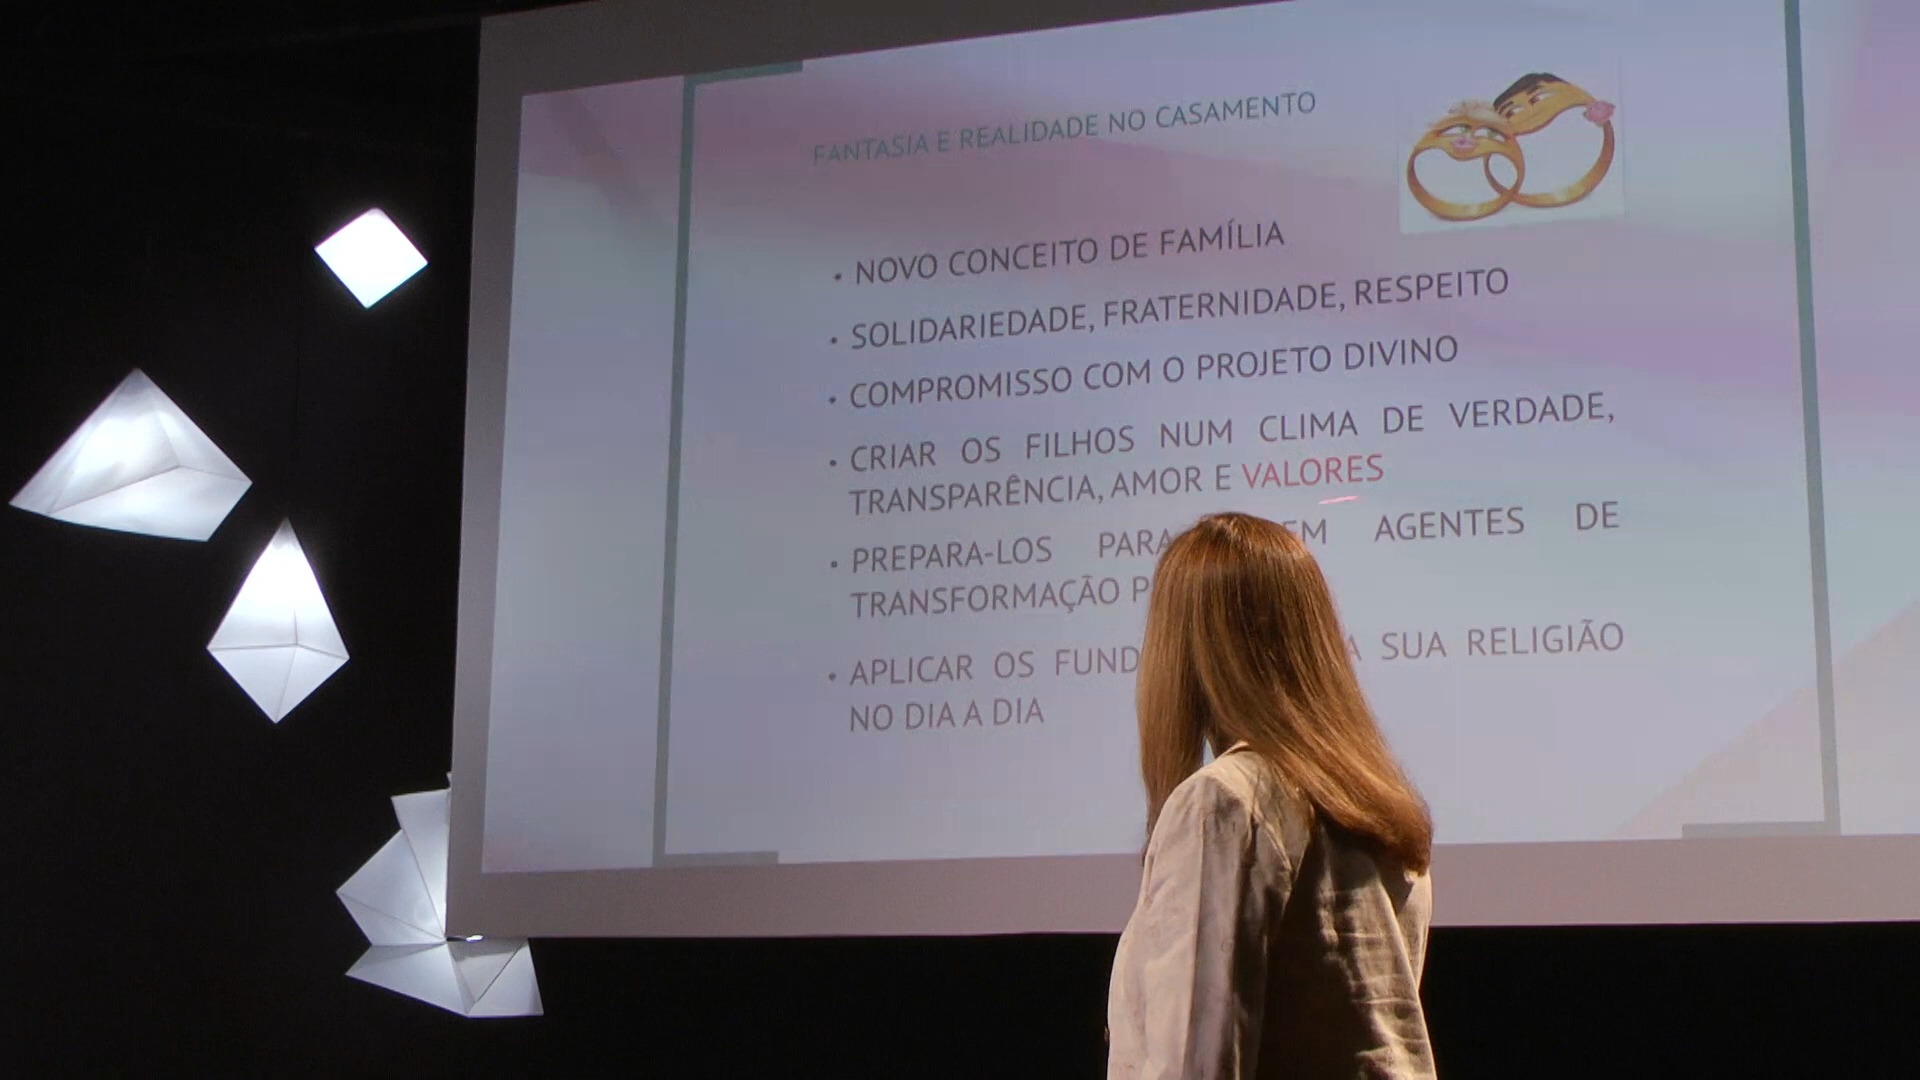 FANTASIA E REALIDADE NO CASAMENTO
• NOVO CONCEITO DE FAMÍLIA
• SOLIDARIEDADE, FRATERNIDADE, RESPEITO
• COMPROMISSO COM O PROJETO DIVINO
• CRIAR OS FILHOS NUM CLIMA DE VERDADE,
TRANSPARÊNCIA, AMOR E VALORES
• PREPARA-LOS PARA AGENTES DE
TRANSFORMAÇÃO
• APLICAR OS SUA RELIGIÃO
NO DIA A DIA